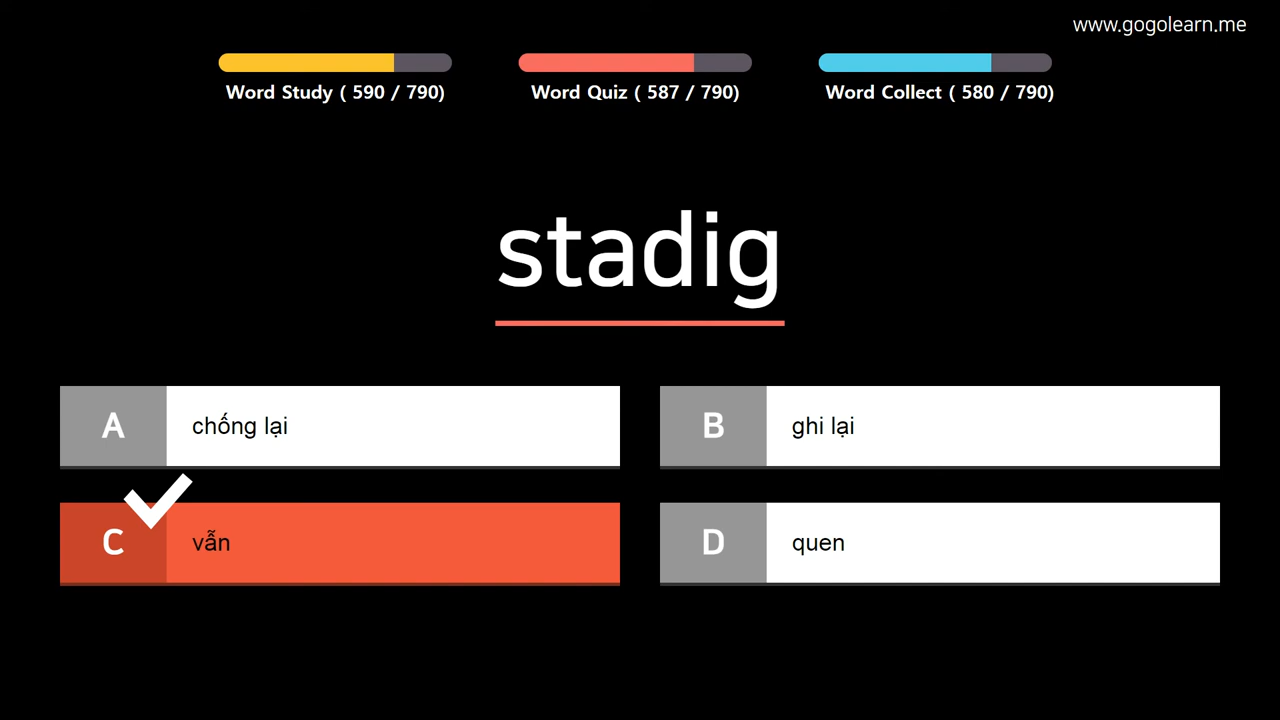 www.gogolearn.me
Word Study ( 590 / 790)
Word Quiz ( 587 / 790)
Word Collect ( 580 / 790)
stadig
A chống lại
B ghi lại
C vẫn
D quen